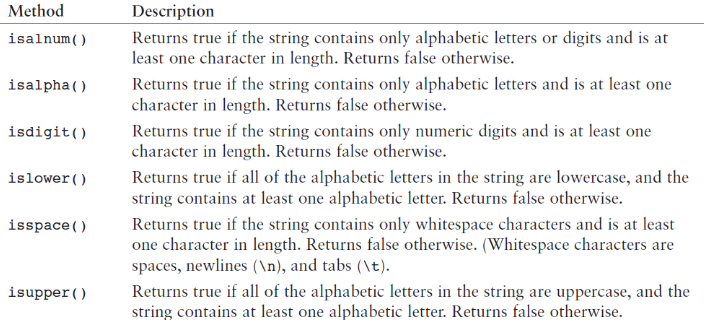 Method Description
isalnum() Returns true if the string contains only alphabetic letters or digits and is at
least one character in length. Returns false otherwise.
isalpha() Returns true if the string contains only alphabetic letters and is at least one
character in length. Returns false otherwise.
isdigit() Returns true if the string contains only numeric digits and is at least one
character in length. Returns false otherwise.
islower() Returns true if all of the alphabetic letters in the string are lowercase, and the
string contains at least one alphabetic letter. Returns false otherwise.
isspace() Returns true if the string contains only whitespace characters and is at least
one character in length. Returns false otherwise. (Whitespace characters are
spaces, newlines (\n), and tabs (\t).
isupper() Returns true if all of the alphabetic letters in the string are uppercase, and the
string contains at least one alphabetic letter. Returns false otherwise.